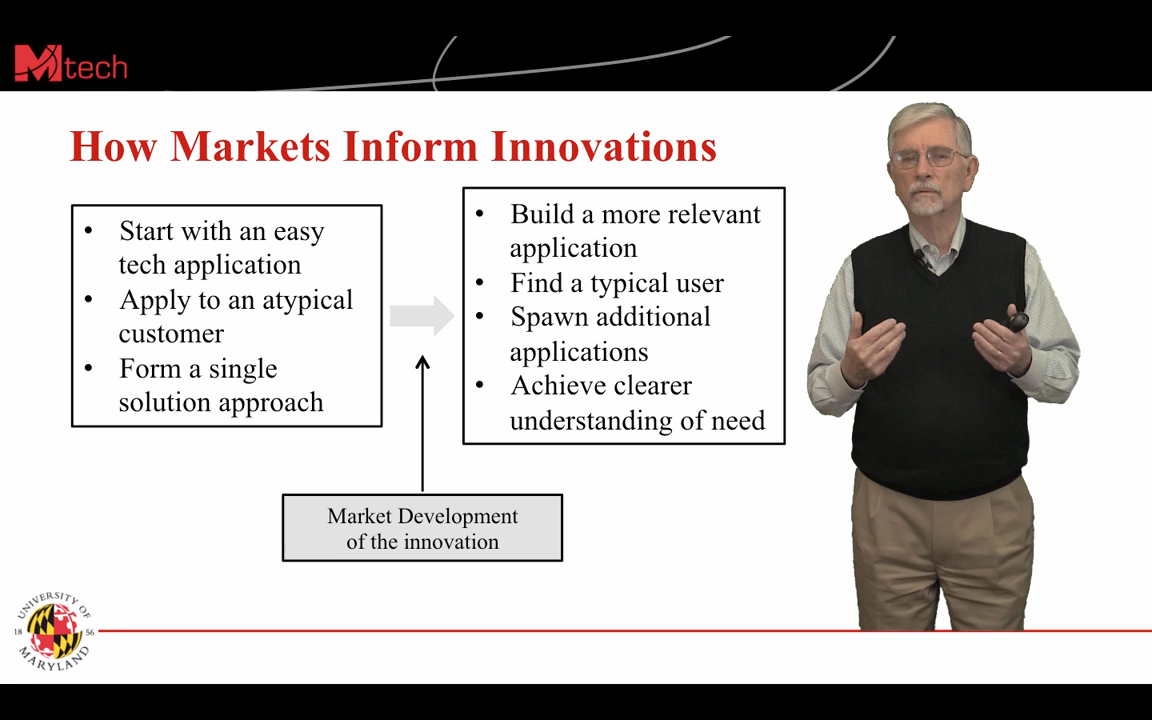 Mtech
How Markets Inform Innovations
• Start with an easy
tech application
• Apply to an atypical
customer
• Form a single
solution approach
• Build a more relevant
application
• Find a typical user
• Spawn additional
applications
• Achieve clearer
understanding of need
Market Development
of the innovation
UNIVERSITY OF
18 56
MARYLAND